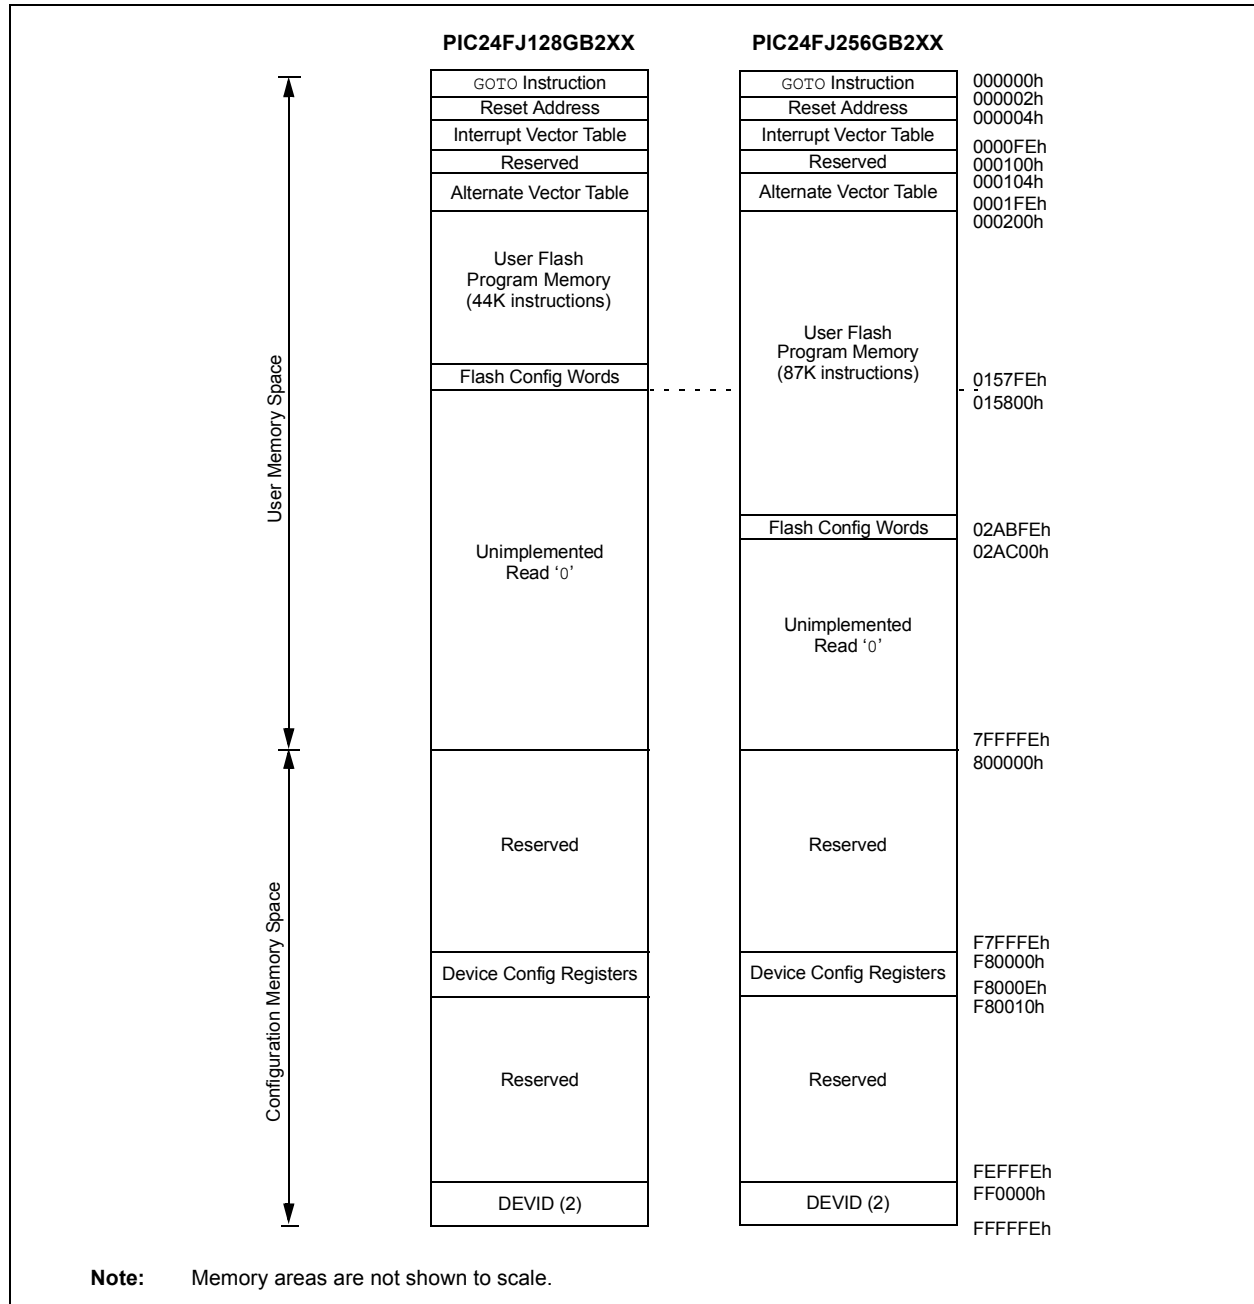 PIC24FJ128GB2XX
PIC24FJ256GB2XX
GOTO Instruction
GOTO Instruction
000000h
Reset Address
Reset Address
000002h
000004h
Interrupt Vector Table
Interrupt Vector Table
0000FEh
Reserved
Reserved
000100h
Alternate Vector Table
Alternate Vector Table
000104h
0001FEh
000200h
User Flash
Program Memory
(44K instructions)
User Flash
Program Memory
(87K instructions)
Flash Config Words
0157FEh
015800h
User Memory Space
Flash Config Words
02ABFEh
02AC00h
Unimplemented
Read ‘0’
Unimplemented
Read ‘0’
7FFFFEh
800000h
Reserved
Reserved
F7FFFEh
F80000h
Device Config Registers
Device Config Registers
F8000Eh
F80010h
Configuration Memory Space
Reserved
Reserved
FEFFFEh
FF0000h
DEVID (2)
DEVID (2)
FFFFFEh
Note: Memory areas are not shown to scale.